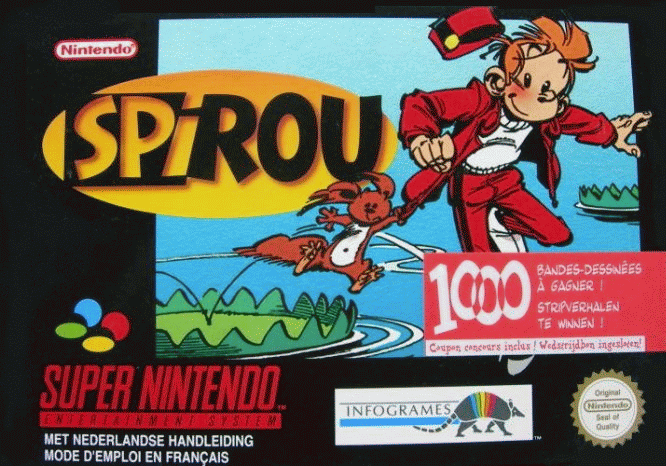 Nintendo
SPiROU
1000
BANDES-DESSINÉES
À GAGNER !
STRIPVERHALEN
TE WINNEN !
Coupon concours inclus ! Wedstrijdbon ingesloten!
SUPER NINTENDO
ENTERTAINMENT SYSTEM
MET NEDERLANDSE HANDLEIDING
MODE D'EMPLOI EN FRANÇAIS
INFOGRAMES
TM
Original
Nintendo
Seal of
Quality